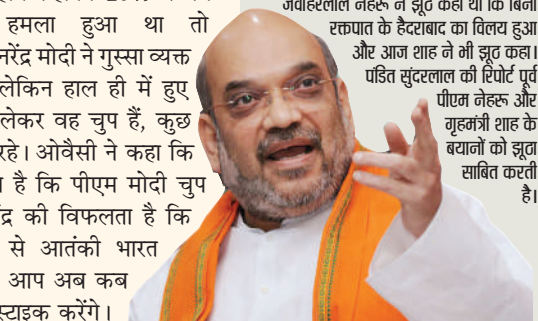 हमला हुआ था तो
नरेंद्र मोदी ने गुस्सा व्यक्त
लेकिन हाल ही में हुए
लेकर वह चुप हैं, कुछ
रहे। ओवैसी ने कहा कि
है कि पीएम मोदी चुप
की विफलता है कि
से आतंकी भारत
आप अब कब
करेंगे।
जवाहरलाल नेहरू ने झूठ कहा था कि बिना
रक्तपात के हैदराबाद का विलय हुआ
और आज शाह ने भी झूठ कहा।
पंडित सुंदरलाल की रिपोर्ट पूर्व
पीएम नेहरू और
गृहमंत्री शाह के
बयानों को झूठा
साबित करती
है।